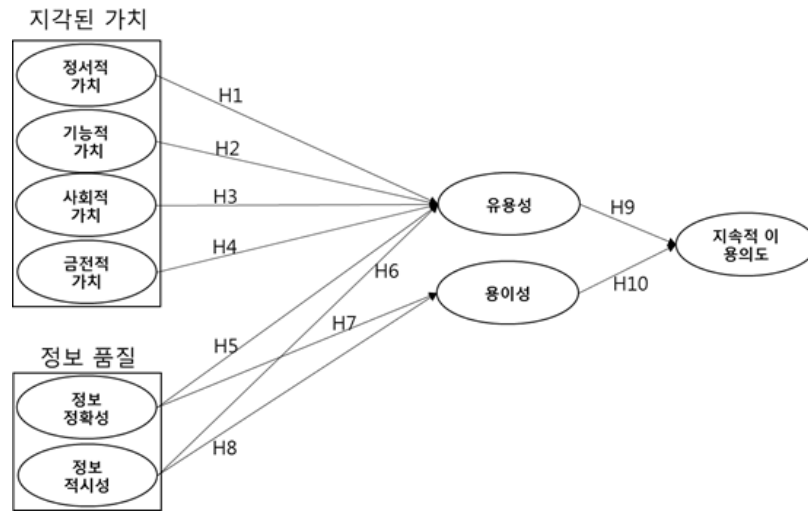 지각된 가치
정서적
가치
H1
기능적
가치
H2
사회적
가치
H3
유용성
H9
지속적 이
용의도
금전적
가치
H4
H6
용이성
H10
H7
정보 품질
H5
정보
정확성
H8
정보
적시성